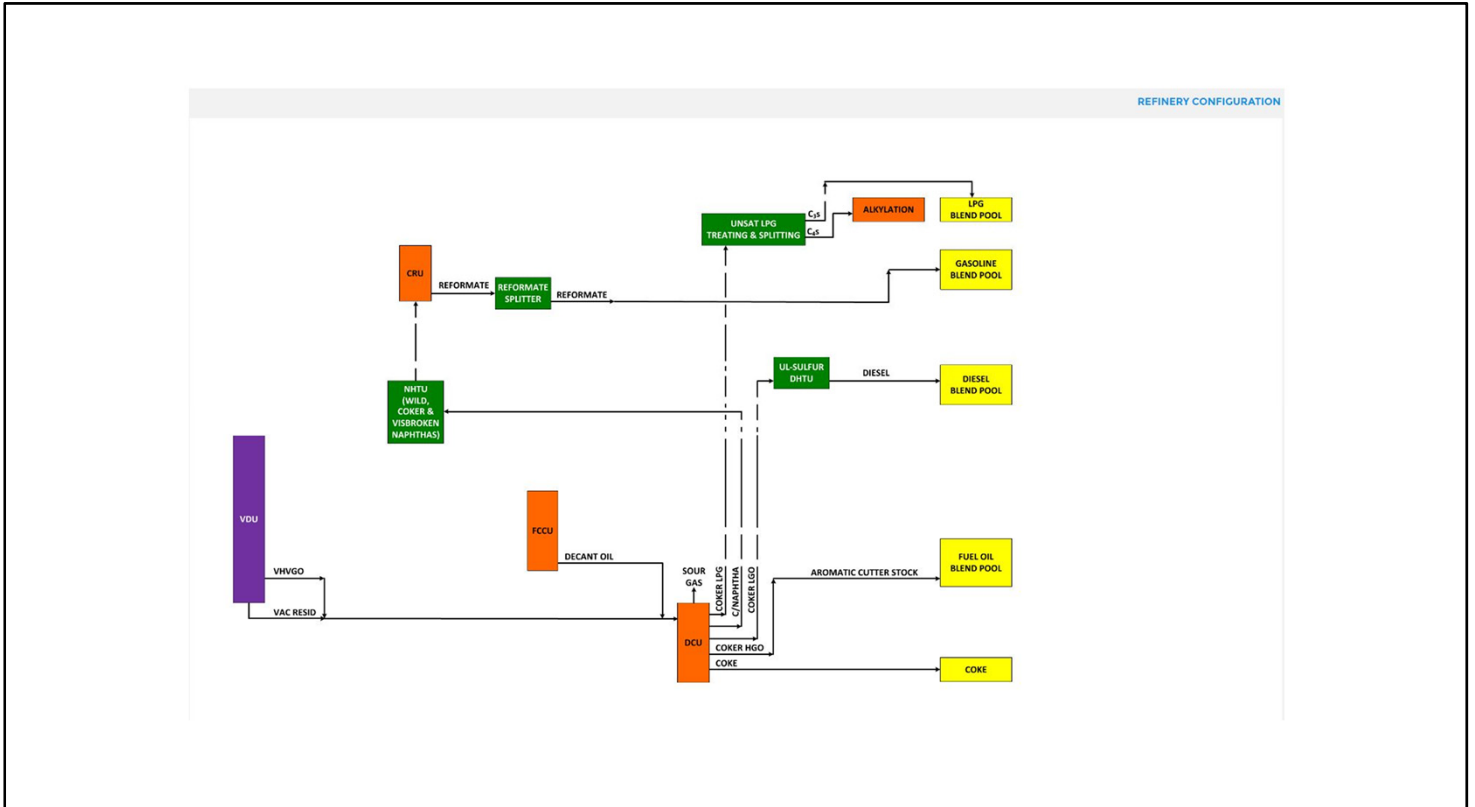 REFINERY CONFIGURATION
LPG
BLEND POOL
ALKYLATION
C₃s
C₄s
UNSAT LPG
TREATING & SPLITTING
GASOLINE
BLEND POOL
CRU
REFORMATE
REFORMATE
SPLITTER
REFORMATE
UL-SULFUR
DHTU
DIESEL
DIESEL
BLEND POOL
NHTU
(WILD,
COKER &
VISBROKEN
NAPHTHAS)
VDU
FCCU
DECANT OIL
VHVGO
VAC RESID
SOUR
GAS
COKER LPG
C/NAPHTHA
COKER LGO
AROMATIC CUTTER STOCK
FUEL OIL
BLEND POOL
DCU
COKER HGO
COKE
COKE